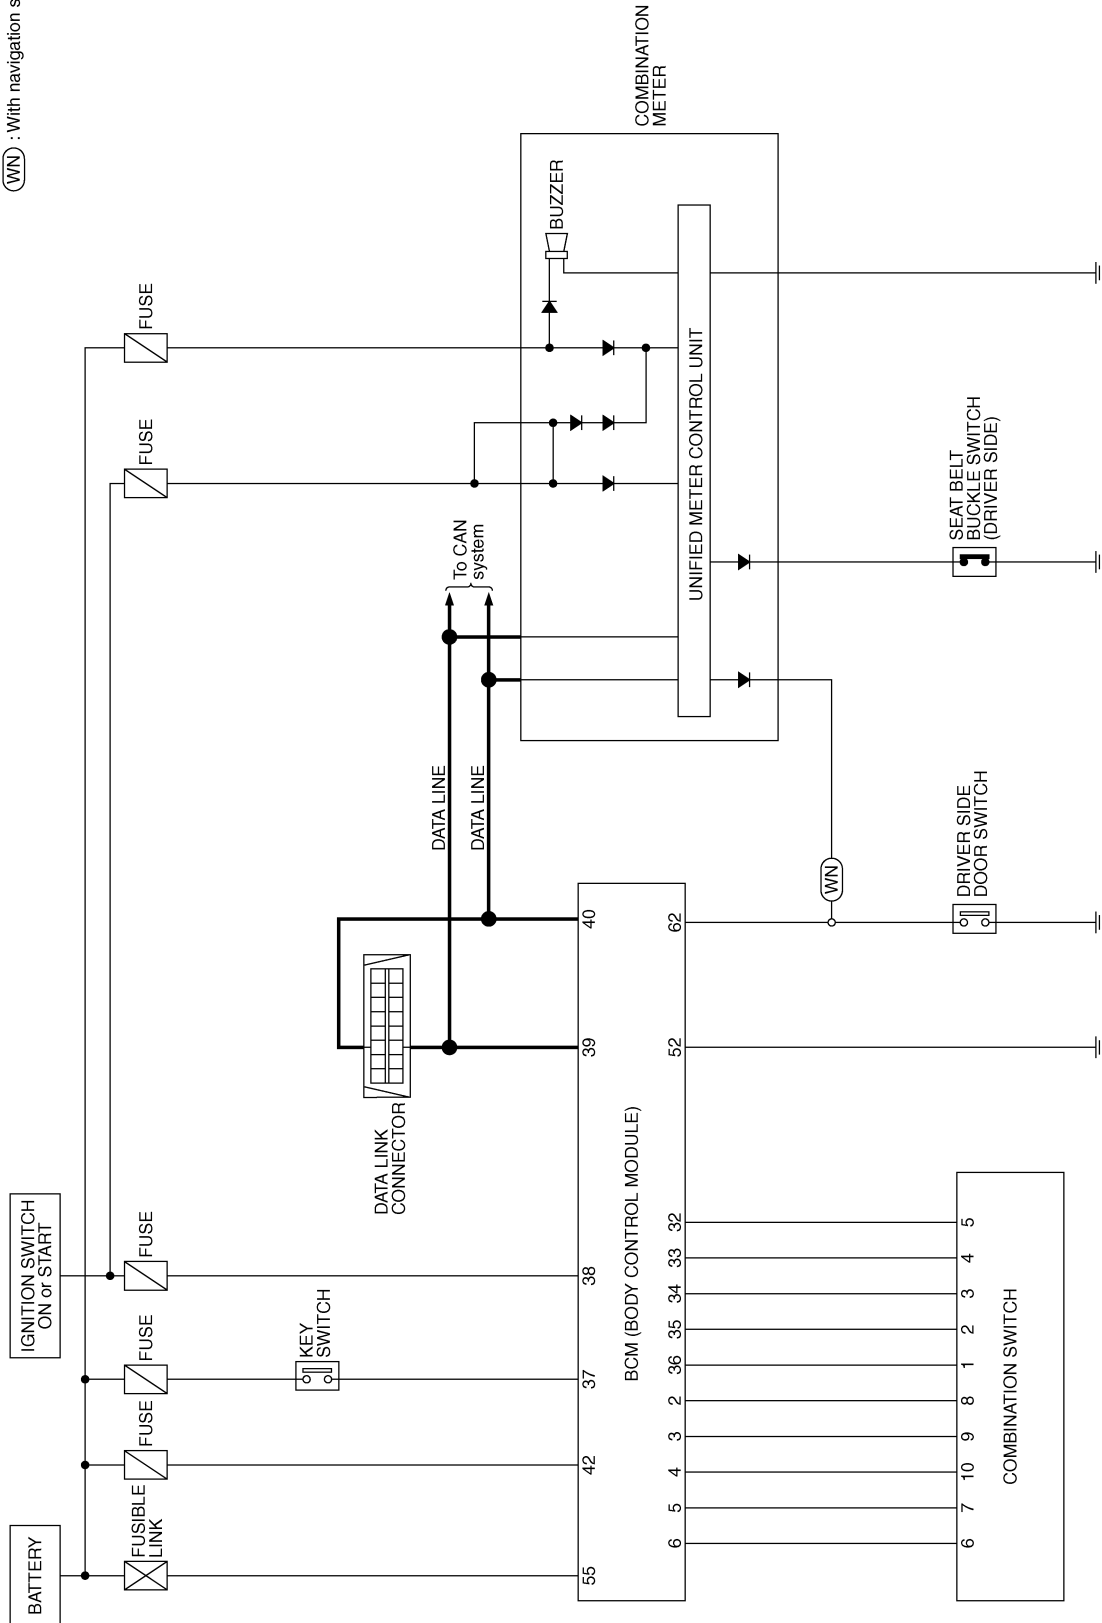 WN : With navigation s
BATTERY
IGNITION SWITCH
ON or START
FUSIBLE
LINK
FUSE
FUSE
FUSE
FUSE
FUSE
KEY
SWITCH
DATA LINK
CONNECTOR
DATA LINE
DATA LINE
To CAN
system
COMBINATION
METER
BUZZER
UNIFIED METER CONTROL UNIT
55
42
37
38
39
40
BCM (BODY CONTROL MODULE)
6
5
4
3
2
36
35
34
33
32
52
62
WN
6
7
10
9
8
1
2
3
4
5
COMBINATION SWITCH
DRIVER SIDE
DOOR SWITCH
SEAT BELT
BUCKLE SWITCH
(DRIVER SIDE)